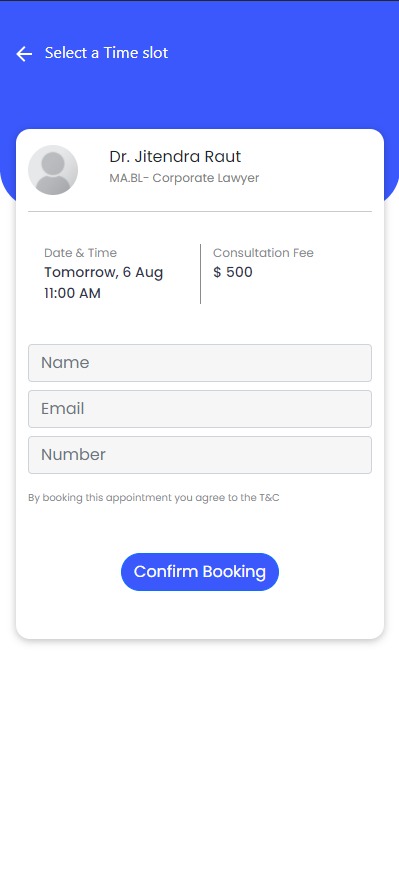 Select a Time slot
Dr. Jitendra Raut
MA.BL- Corporate Lawyer
Date & Time
Tomorrow, 6 Aug
11:00 AM
Consultation Fee
$ 500
Name
Email
Number
By booking this appointment you agree to the T&C
Confirm Booking